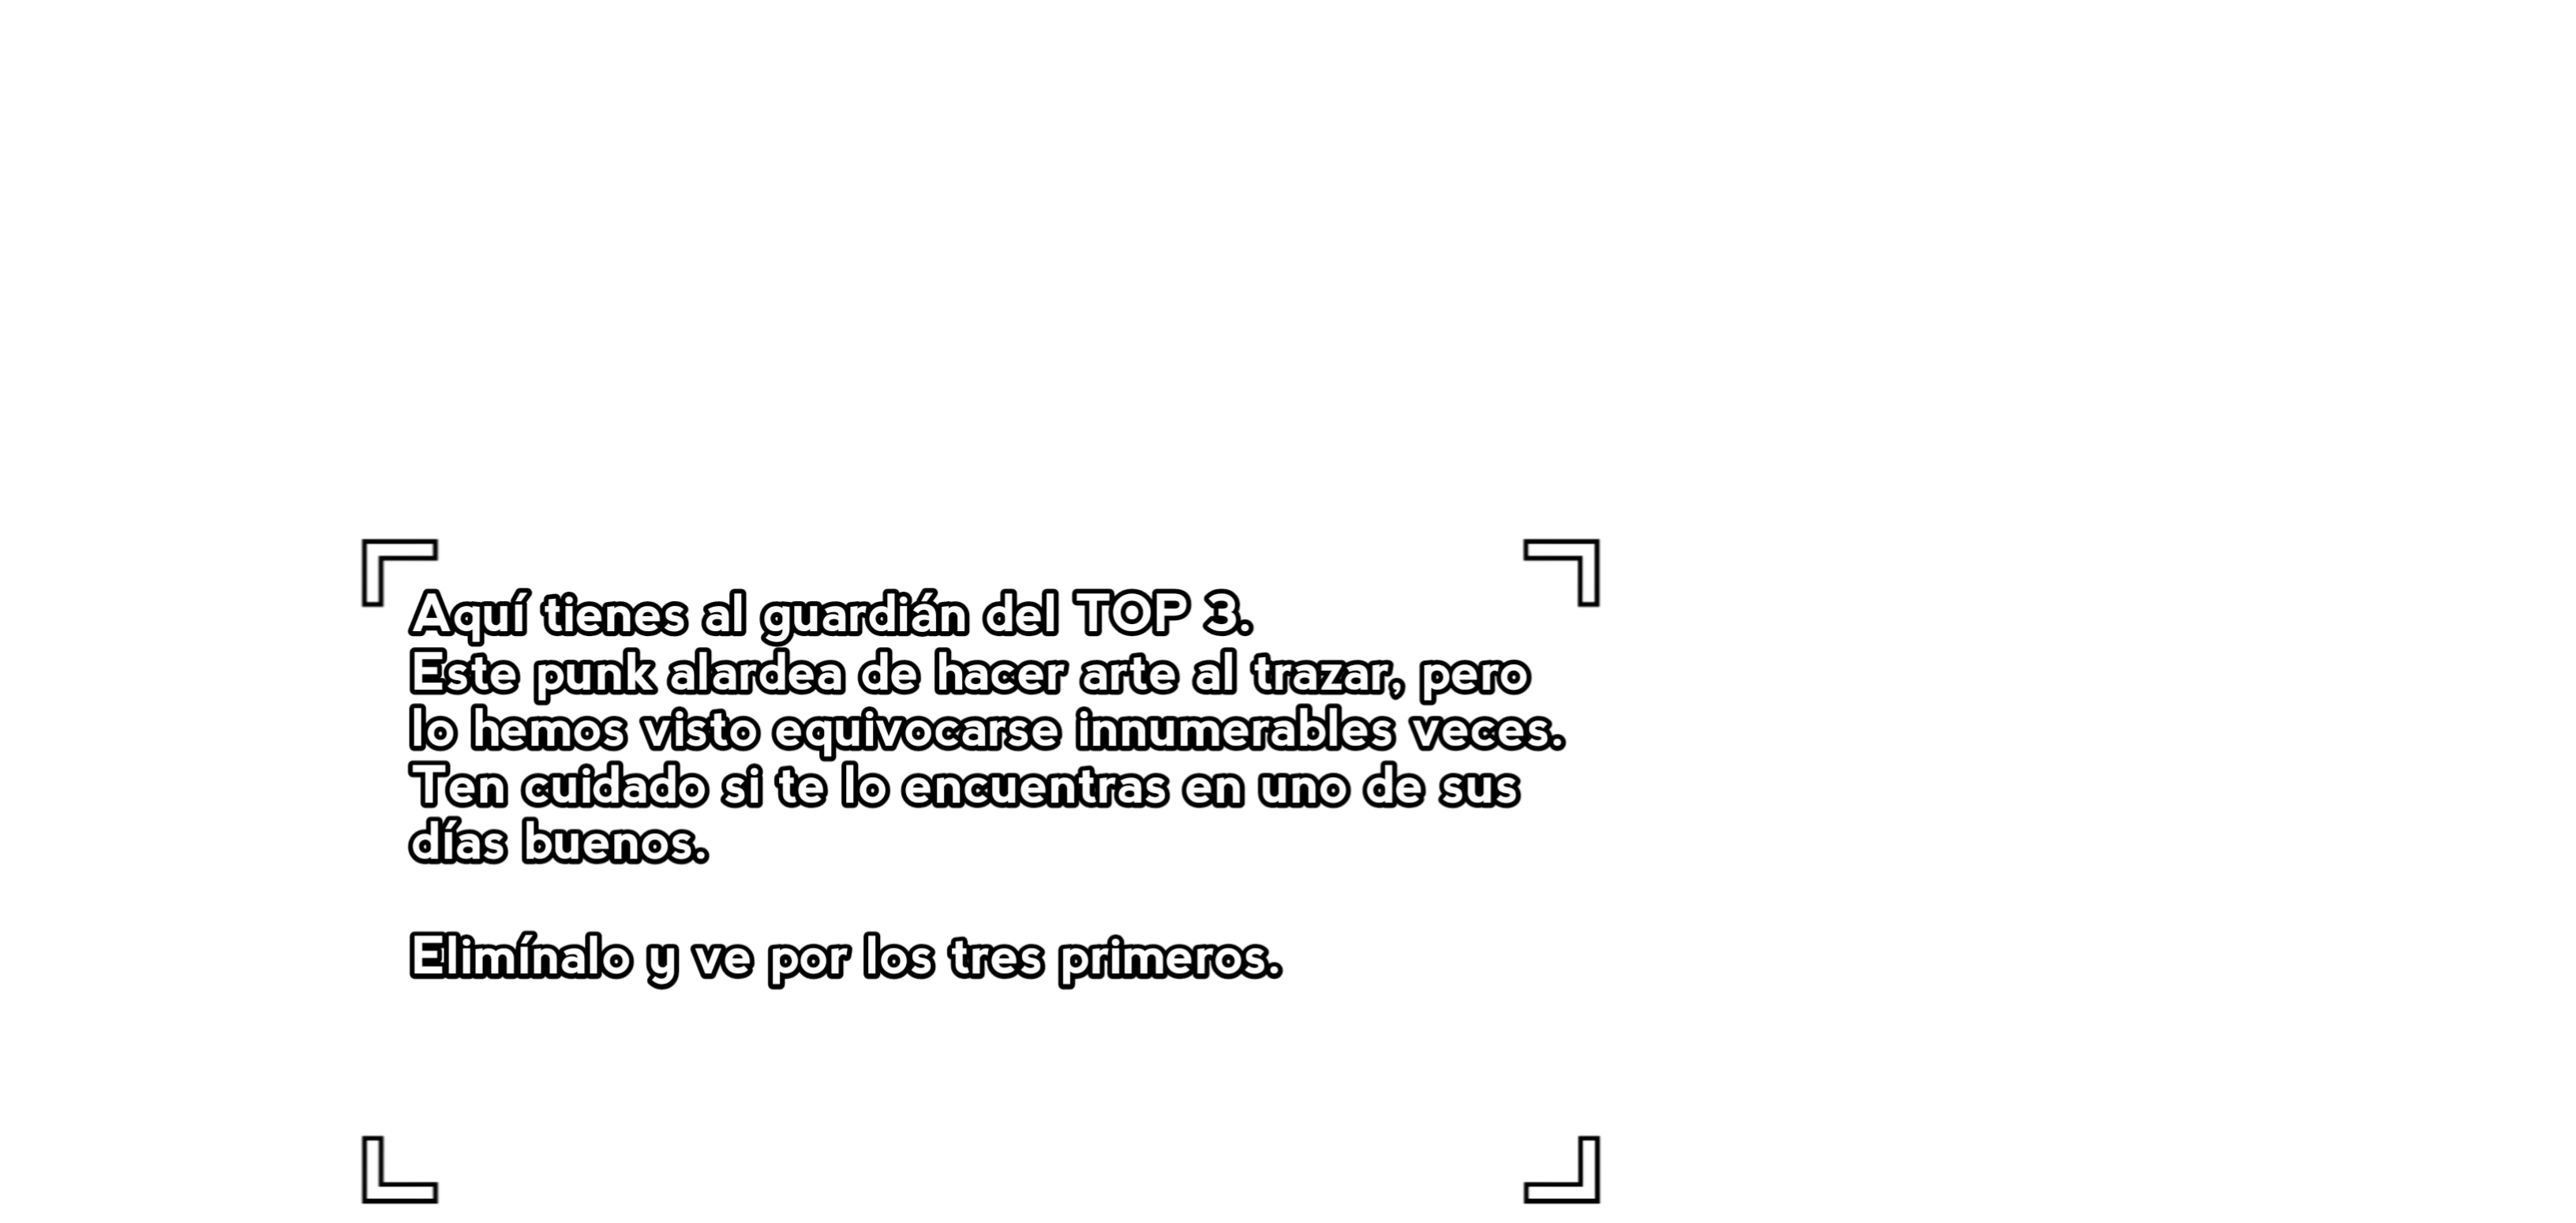 Aquí tienes al guardián del TOP 3.
Este punk alardea de hacer arte al trazar, pero
lo hemos visto equivocarse innumerables veces.
Ten cuidado si te lo encuentras en uno de sus
días buenos.
Elimínalo y ve por los tres primeros.